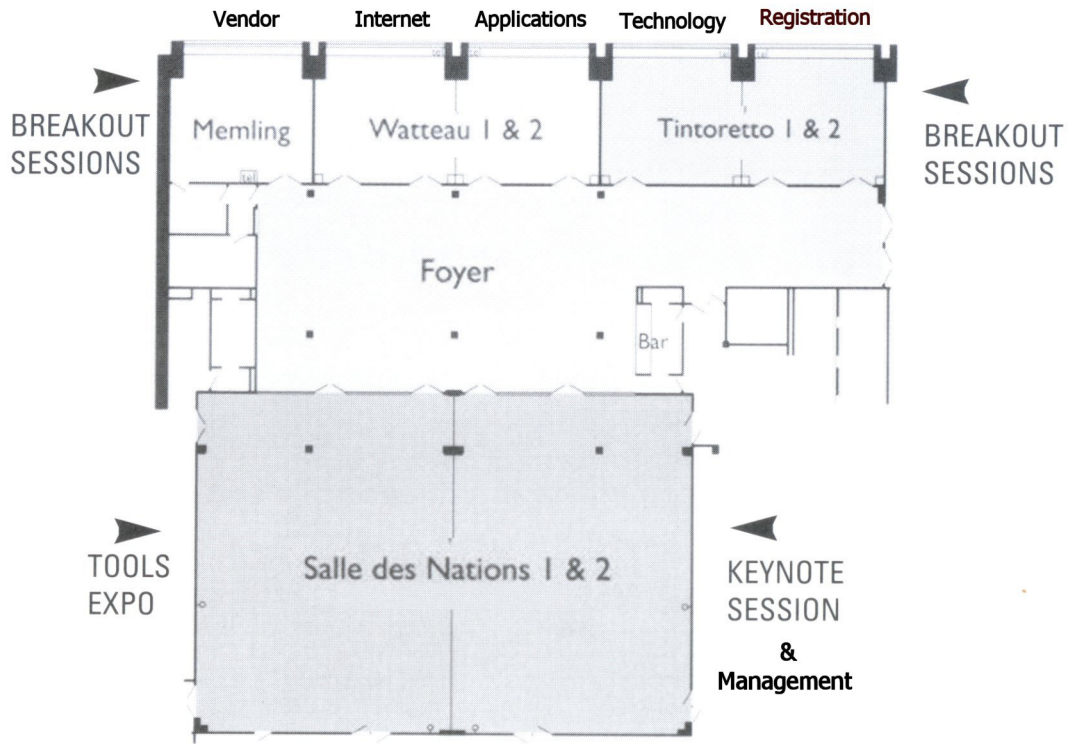 Vendor Internet Applications Technology Registration
BREAKOUT
SESSIONS
Memling
Watteau 1 & 2
Tintoretto 1 & 2
BREAKOUT
SESSIONS
tel
Foyer
Bar
TOOLS
EXPO
Salle des Nations 1 & 2
KEYNOTE
SESSION
&
Management